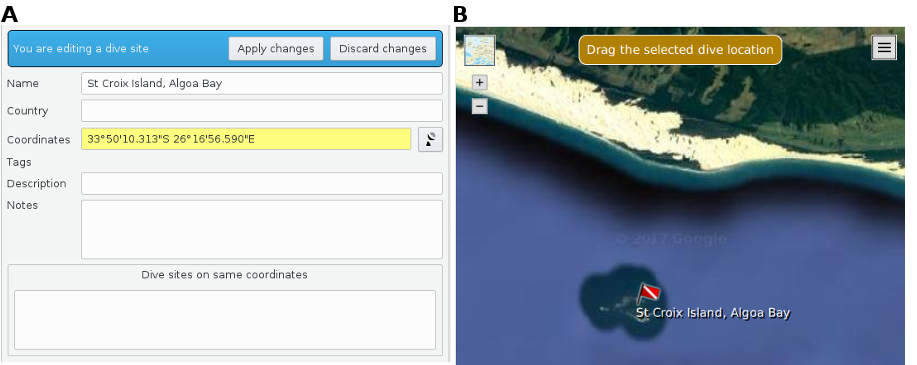 A
You are editing a dive site
Apply changes
Discard changes
Name
St Croix Island, Algoa Bay
Country
Coordinates
33°50'10.313"S 26°16'56.590"E
Tags
Description
Notes
Dive sites on same coordinates
B
Drag the selected dive location
+
−
© 2017 Google
St Croix Island, Algoa Bay